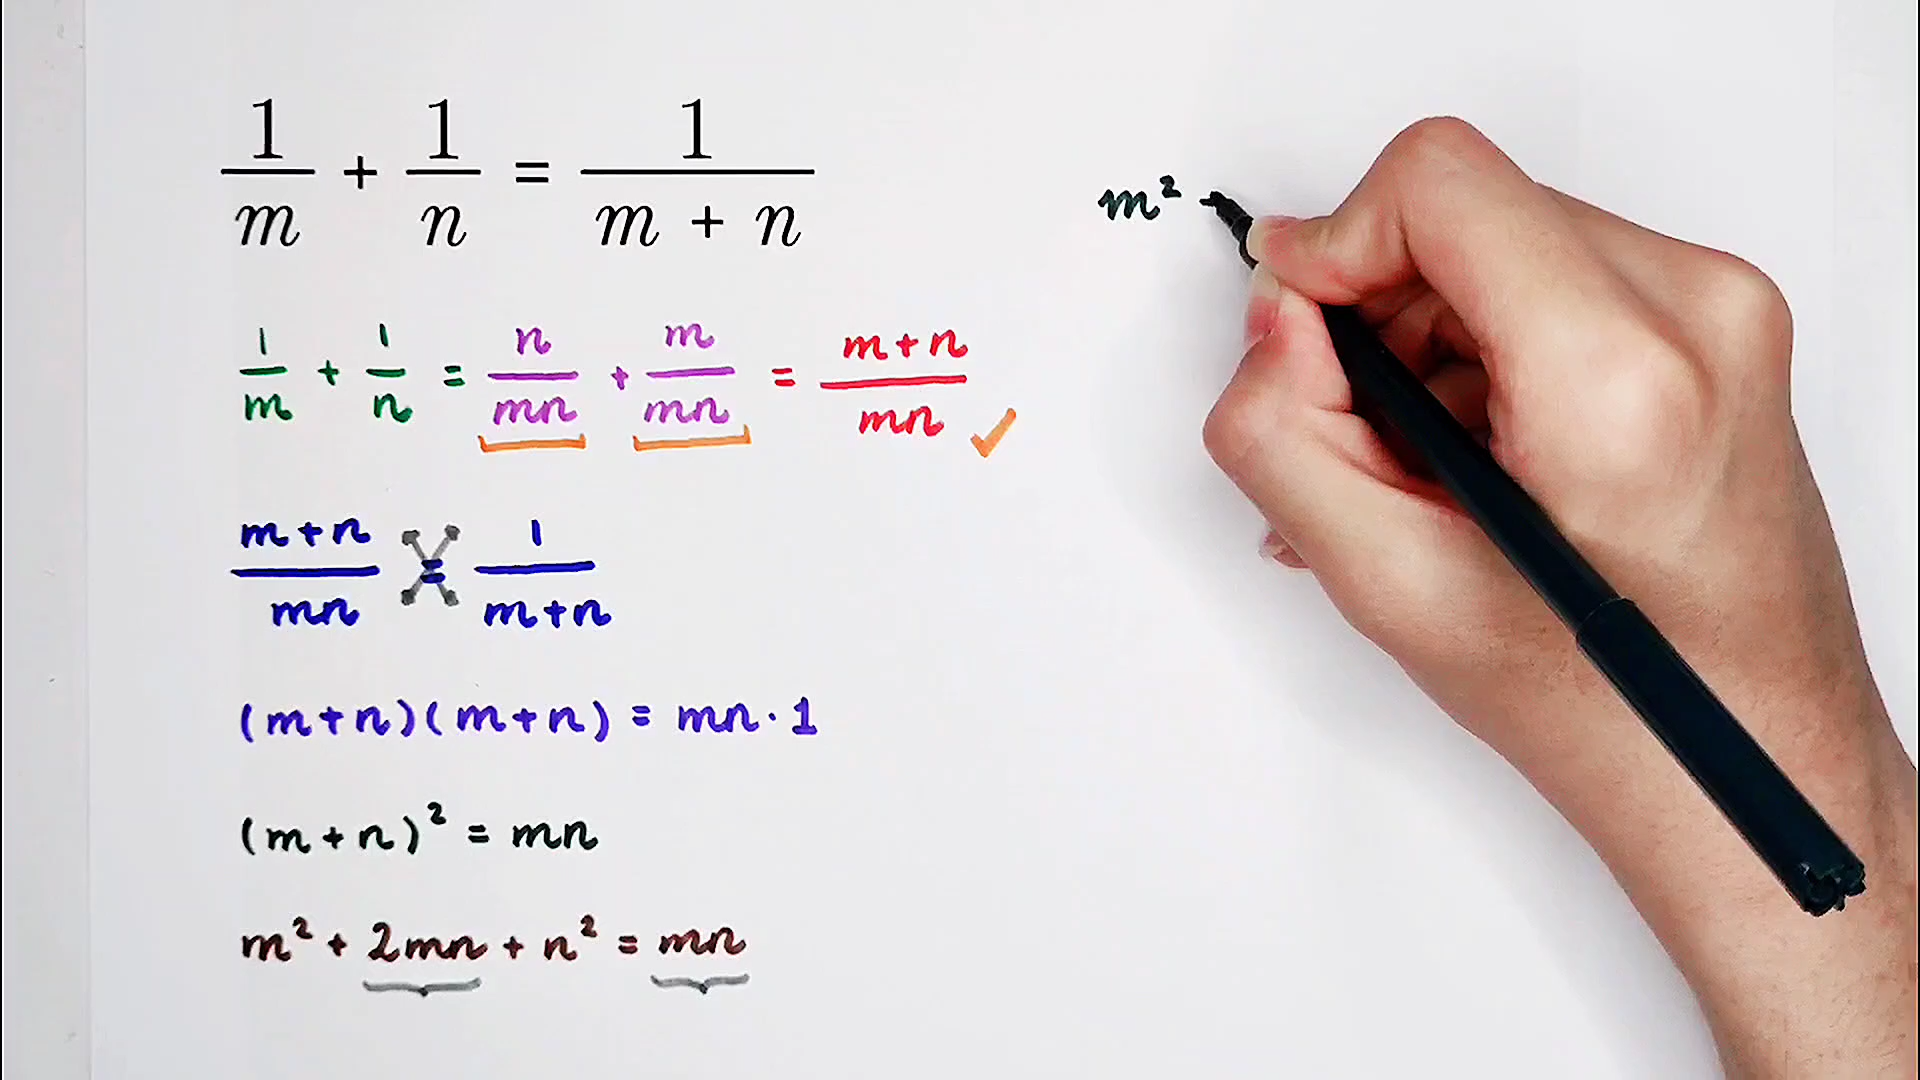 1/m + 1/n = 1/(m + n)
1/m + 1/n = n/mn + m/mn = (m+n)/mn ✓
(m+n)/mn = 1/(m+n)
(m+n)(m+n) = mn·1
(m+n)² = mn
m² + 2mn + n² = mn
m² -